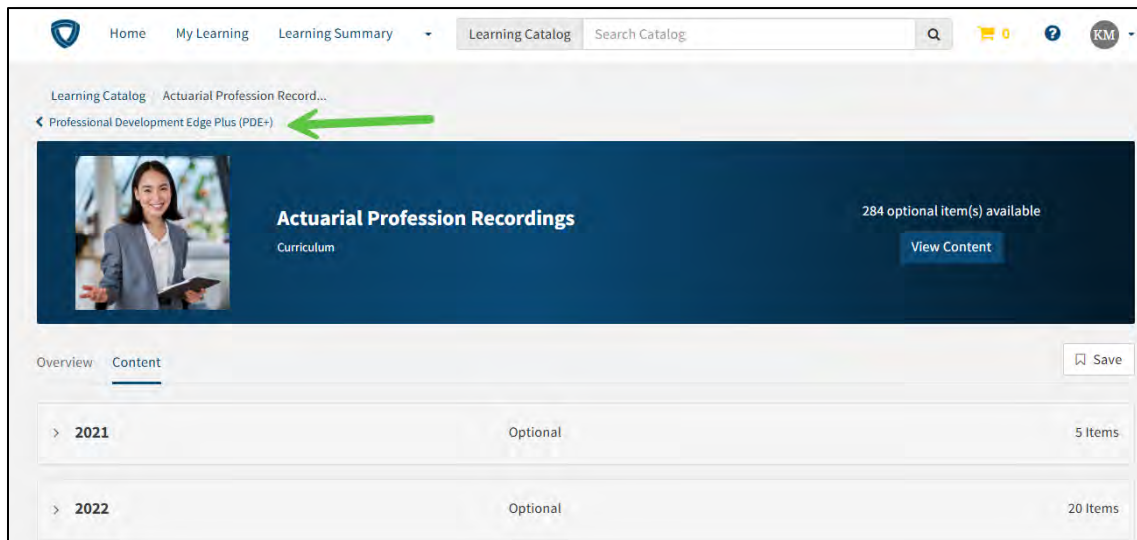 Home My Learning Learning Summary Learning Catalog Search Catalog 0 KM
Learning Catalog Actuarial Profession Record...
Professional Development Edge Plus (PDE+)
Actuarial Profession Recordings
Curriculum
284 optional item(s) available
View Content
Overview Content Save
2021 Optional 5 Items
2022 Optional 20 Items